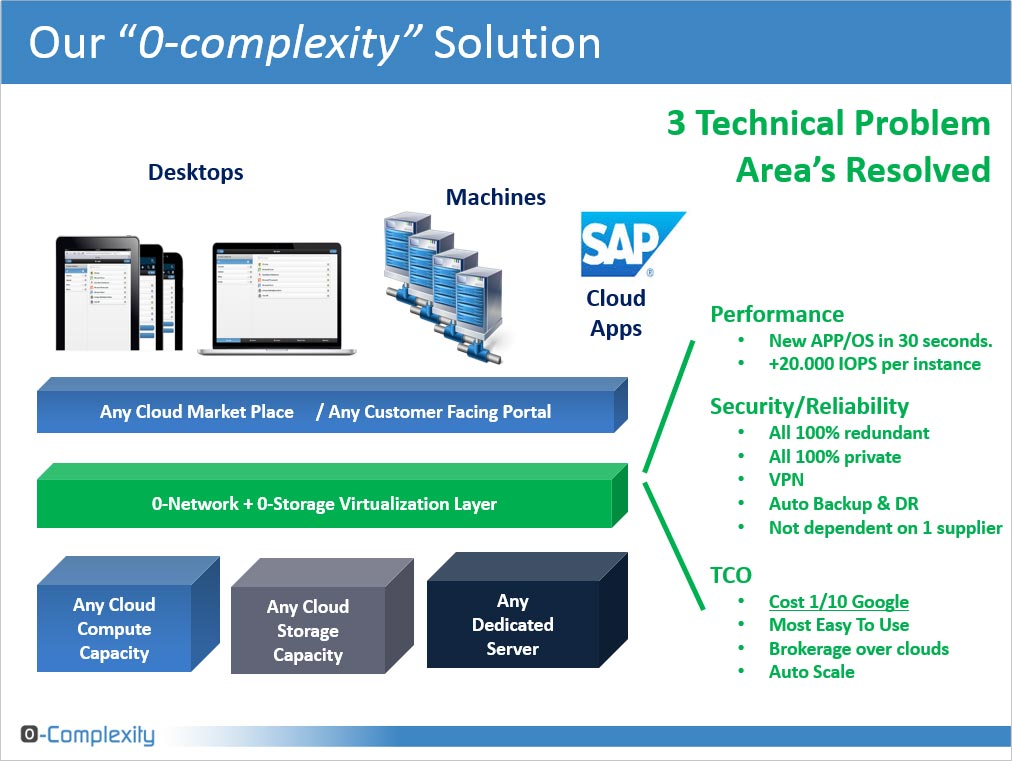 Our “0-complexity” Solution
3 Technical Problem
Area’s Resolved
Desktops
Machines
SAP®
Cloud
Apps
Any Cloud Market Place / Any Customer Facing Portal
0-Network + 0-Storage Virtualization Layer
Any Cloud
Compute
Capacity
Any Cloud
Storage
Capacity
Any
Dedicated
Server
Performance
• New APP/OS in 30 seconds.
• +20.000 IOPS per instance
Security/Reliability
• All 100% redundant
• All 100% private
• VPN
• Auto Backup & DR
• Not dependent on 1 supplier
TCO
• Cost 1/10 Google
• Most Easy To Use
• Brokerage over clouds
• Auto Scale
0-Complexity